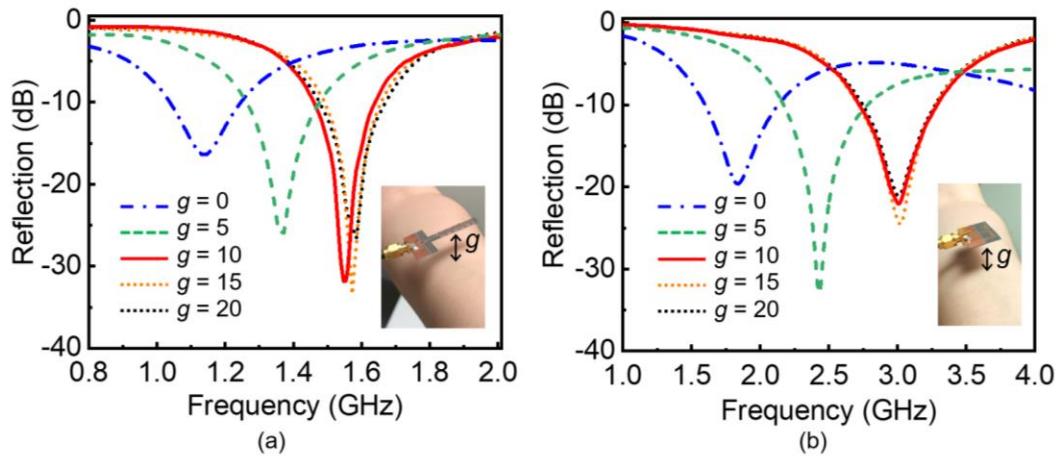 0
-10
-20
-30
-40
Reflection (dB)
g = 0
g = 5
g = 10
g = 15
g = 20
g
0.8 1.0 1.2 1.4 1.6 1.8 2.0
Frequency (GHz)
(a)
0
-10
-20
-30
-40
Reflection (dB)
g = 0
g = 5
g = 10
g = 15
g = 20
g
1.0 1.5 2.0 2.5 3.0 3.5 4.0
Frequency (GHz)
(b)